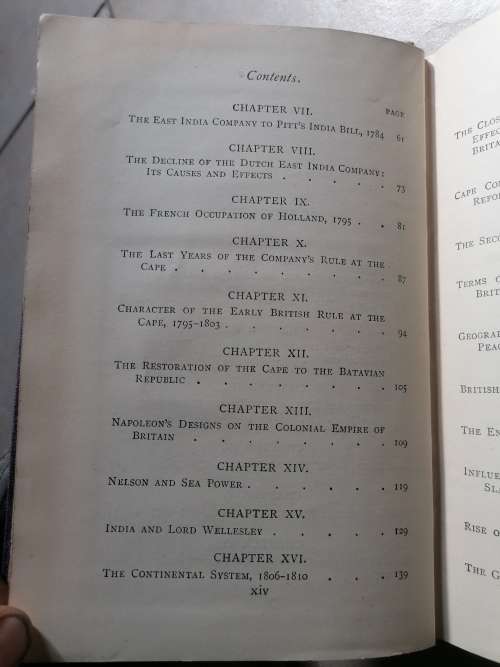 Contents.
CHAPTER VII.
PAGE
THE EAST INDIA COMPANY TO PITT'S INDIA BILL, 1784 61
CHAPTER VIII.
THE DECLINE OF THE DUTCH EAST INDIA COMPANY:
ITS CAUSES AND EFFECTS . . . . . 73
CHAPTER IX.
THE FRENCH OCCUPATION OF HOLLAND, 1795 . . 81
CHAPTER X.
THE LAST YEARS OF THE COMPANY'S RULE AT THE
CAPE . . . . . . . . 87
CHAPTER XI.
CHARACTER OF THE EARLY BRITISH RULE AT THE
CAPE, 1795-1803 . . . . . . . 94
CHAPTER XII.
THE RESTORATION OF THE CAPE TO THE BATAVIAN
REPUBLIC . . . . . . . . 105
CHAPTER XIII.
NAPOLEON'S DESIGNS ON THE COLONIAL EMPIRE OF
BRITAIN . . . . . . . . 109
CHAPTER XIV.
NELSON AND SEA POWER . . . . . . 119
CHAPTER XV.
INDIA AND LORD WELLESLEY . . . . . 129
CHAPTER XVI.
THE CONTINENTAL SYSTEM, 1806-1810 . . . 139
xiv
THE CLOS
EFFEC
BRITA
CAPE CO
REFO
THE SECO
TERMS O
BRIT
GEOGRA
PEAC
BRITISH
THE EN
INFLUE
SLA
RISE O
THE G